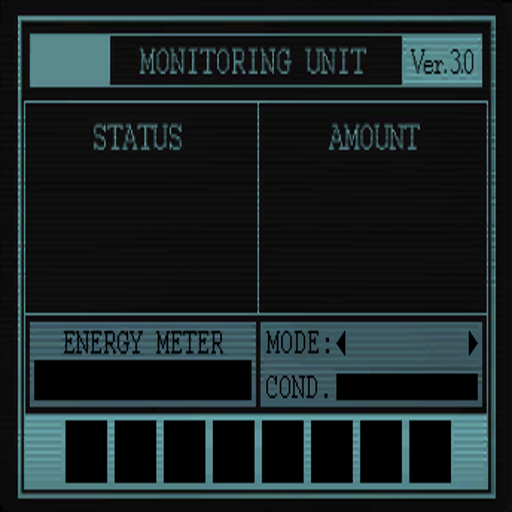 MONITORING UNIT Ver.3.0
STATUS AMOUNT
ENERGY METER MODE:
COND.